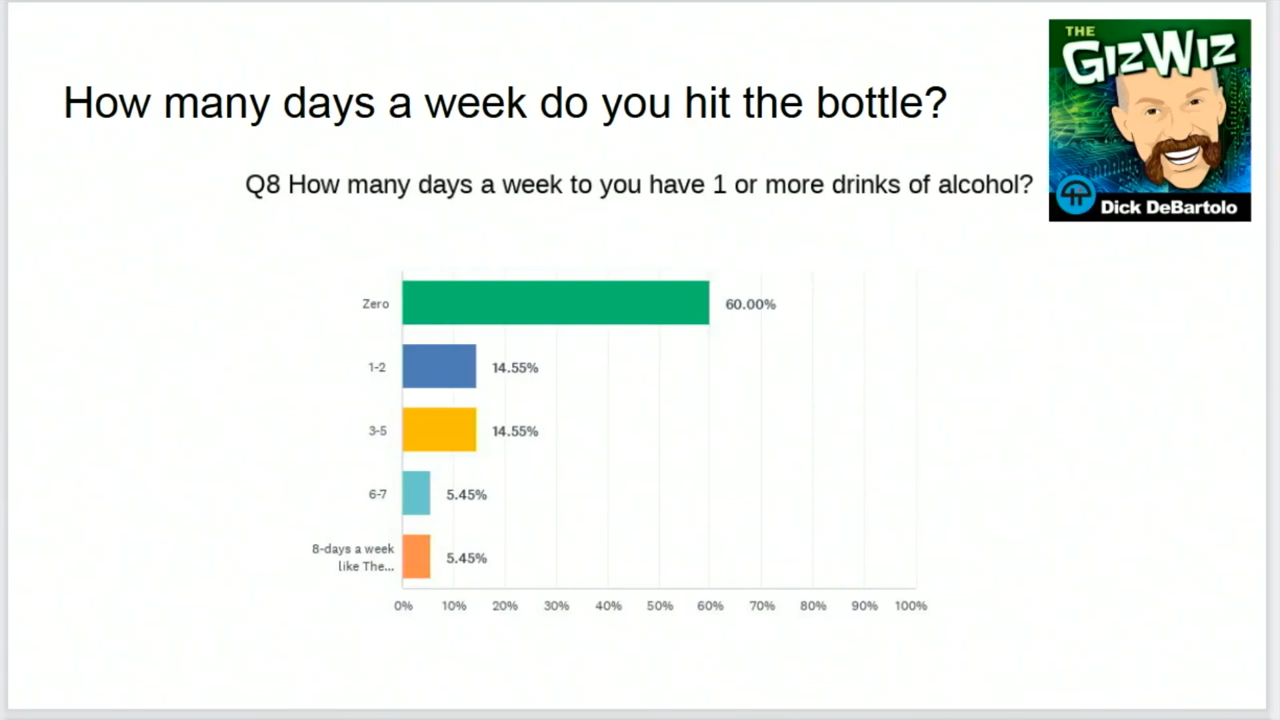 THE
GIZWIZ
How many days a week do you hit the bottle?
Q8 How many days a week to you have 1 or more drinks of alcohol?
Dick DeBartolo
Zero
60.00%
1-2
14.55%
3-5
14.55%
6-7
5.45%
8-days a week
like The...
5.45%
0% 10% 20% 30% 40% 50% 60% 70% 80% 90% 100%